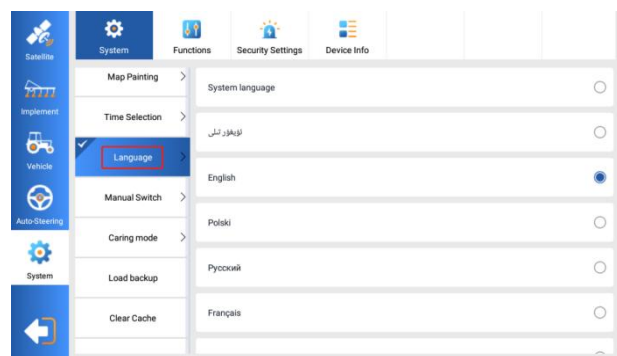 Satellite
Implement
Vehicle
Auto-Steering
System
System
Functions
Security Settings
Device Info
Map Painting
Time Selection
Language
Manual Switch
Caring mode
Load backup
Clear Cache
System language
ئۇيغۇر تىلى
English
Polski
Русский
Français